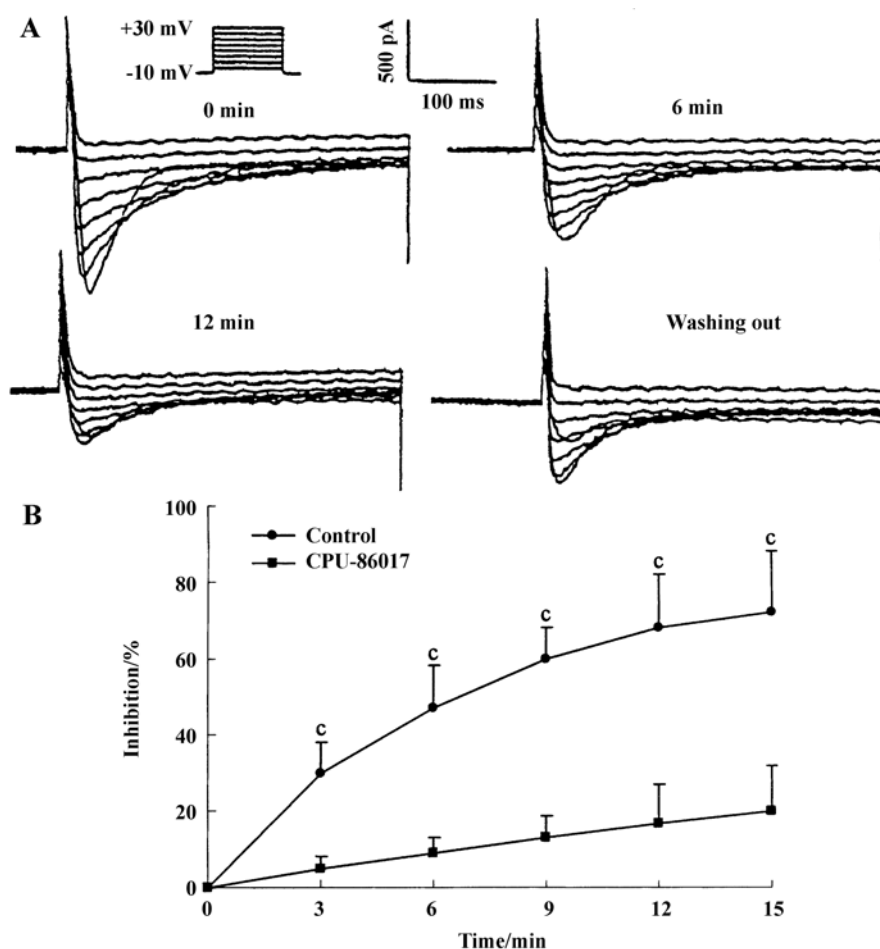 A
+30 mV
-10 mV
500 pA
100 ms
0 min
6 min
12 min
Washing out
B
100
80
60
40
20
0
Inhibition/%
Control
CPU-86017
c
c
c
c
c
0 3 6 9 12 15
Time/min